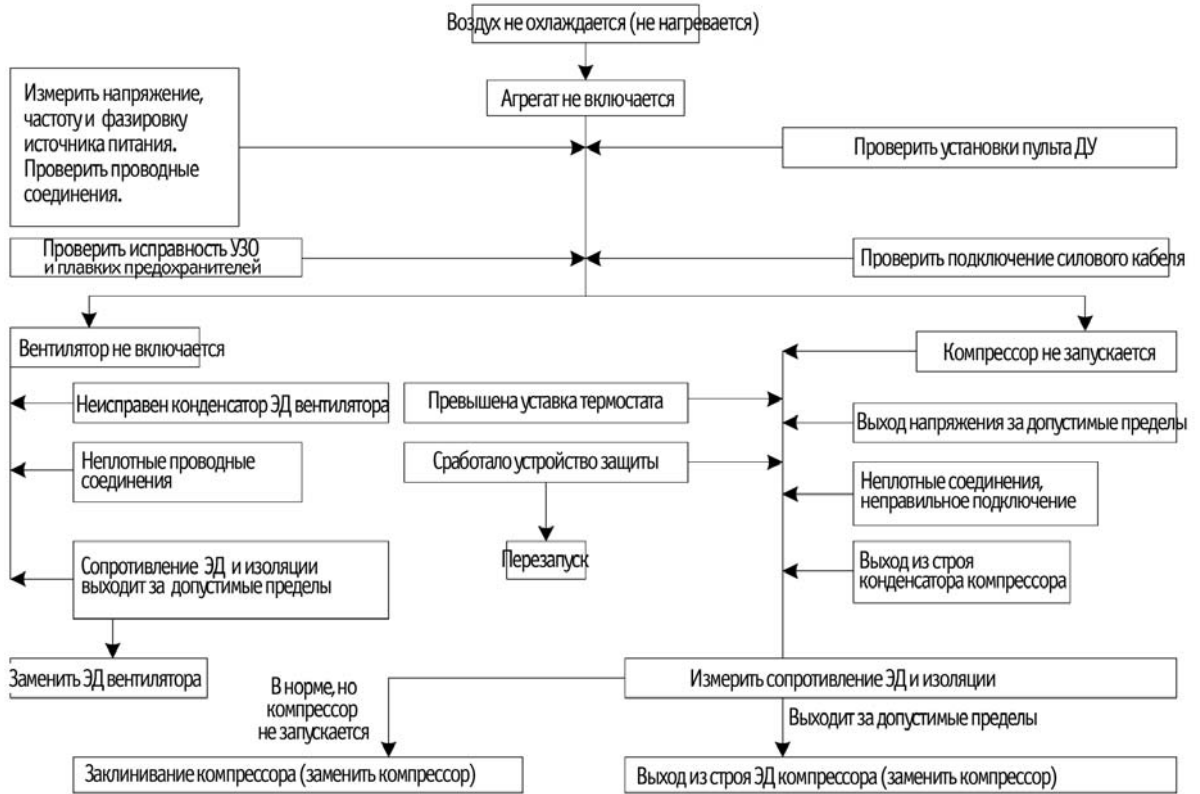 Воздух не охлаждается (не нагревается)
Агрегат не включается
Измерить напряжение,
частоту и фазировку
источника питания.
Проверить проводные
соединения.
Проверить установки пульта ДУ
Проверить исправность УЗО
и плавких предохранителей
Проверить подключение силового кабеля
Вентилятор не включается
Компрессор не запускается
Неисправен конденсатор ЭД вентилятора
Превышена уставка термостата
Выход напряжения за допустимые пределы
Неплотные проводные
соединения
Сработало устройство защиты
Неплотные соединения,
неправильное подключение
Перезапуск
Сопротивление ЭД и изоляции
выходит за допустимые пределы
Выход из строя
конденсатора компрессора
Заменить ЭД вентилятора
Измерить сопротивление ЭД и изоляции
В норме, но
компрессор
не запускается
Выходит за допустимые пределы
Заклинивание компрессора (заменить компрессор)
Выход из строя ЭД компрессора (заменить компрессор)